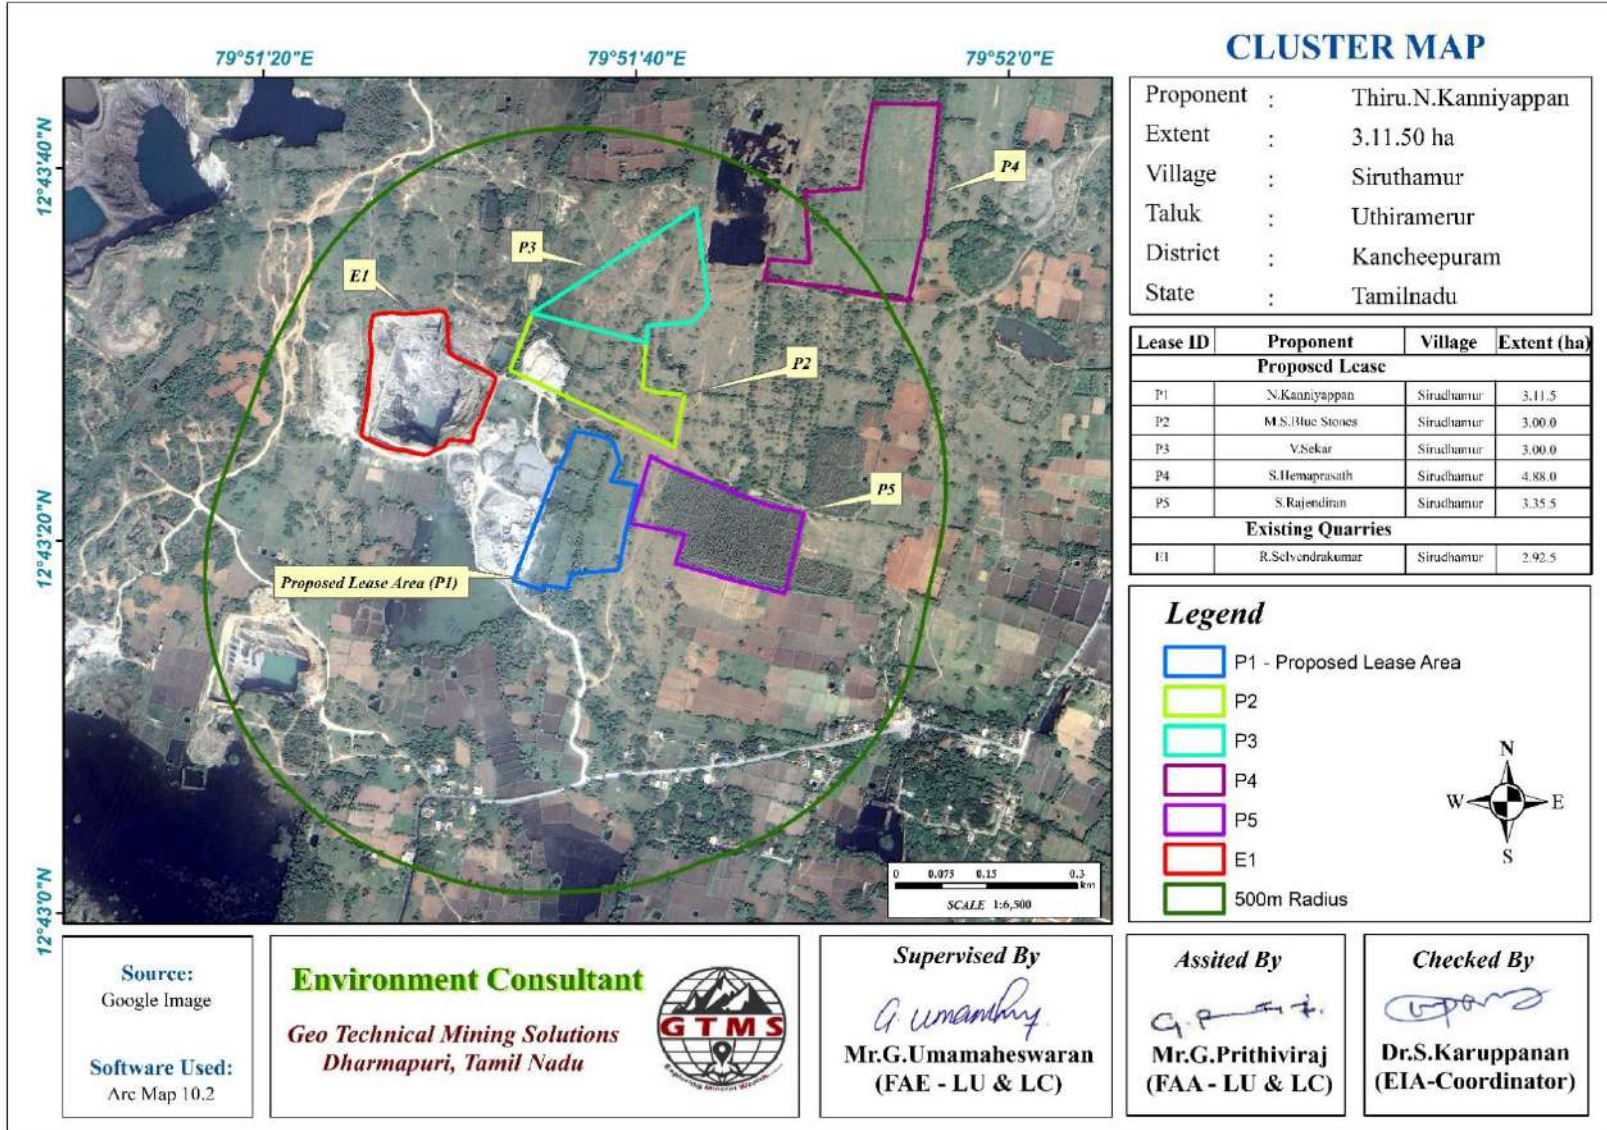 CLUSTER MAP
79°51'20"E 79°51'40"E 79°52'0"E
12°43'40"N
12°43'20"N
12°43'0"N
P4
P3
E1
P2
P5
Proposed Lease Area (P1)
0 0.075 0.15 0.3
km
SCALE 1:6,500
Proponent : Thiru.N.Kanniyappan
Extent : 3.11.50 ha
Village : Siruthamur
Taluk : Uthiramerur
District : Kancheepuram
State : Tamilnadu
Lease ID Proponent Village Extent (ha)
Proposed Lease
P1 N.Kanniyappan Sirudhamur 3.11.5
P2 M.S.Blue Stones Sirudhamur 3.00.0
P3 V.Sekar Sirudhamur 3.00.0
P4 S.Hemaprasath Sirudhamur 4.88.0
P5 S.Rajendiran Sirudhamur 3.35.5
Existing Quarries
E1 R.Selvendrakumar Sirudhamur 2.92.5
Legend
P1 - Proposed Lease Area
P2
P3
P4
P5
E1
500m Radius
N
W E
S
Source:
Google Image
Software Used:
Arc Map 10.2
Environment Consultant
Geo Technical Mining Solutions
Dharmapuri, Tamil Nadu
GTMS
Exploring Mineral Wealth......
Supervised By
Mr.G.Umamaheswaran
(FAE - LU & LC)
Assited By
Mr.G.Prithiviraj
(FAA - LU & LC)
Checked By
Dr.S.Karuppanan
(EIA-Coordinator)